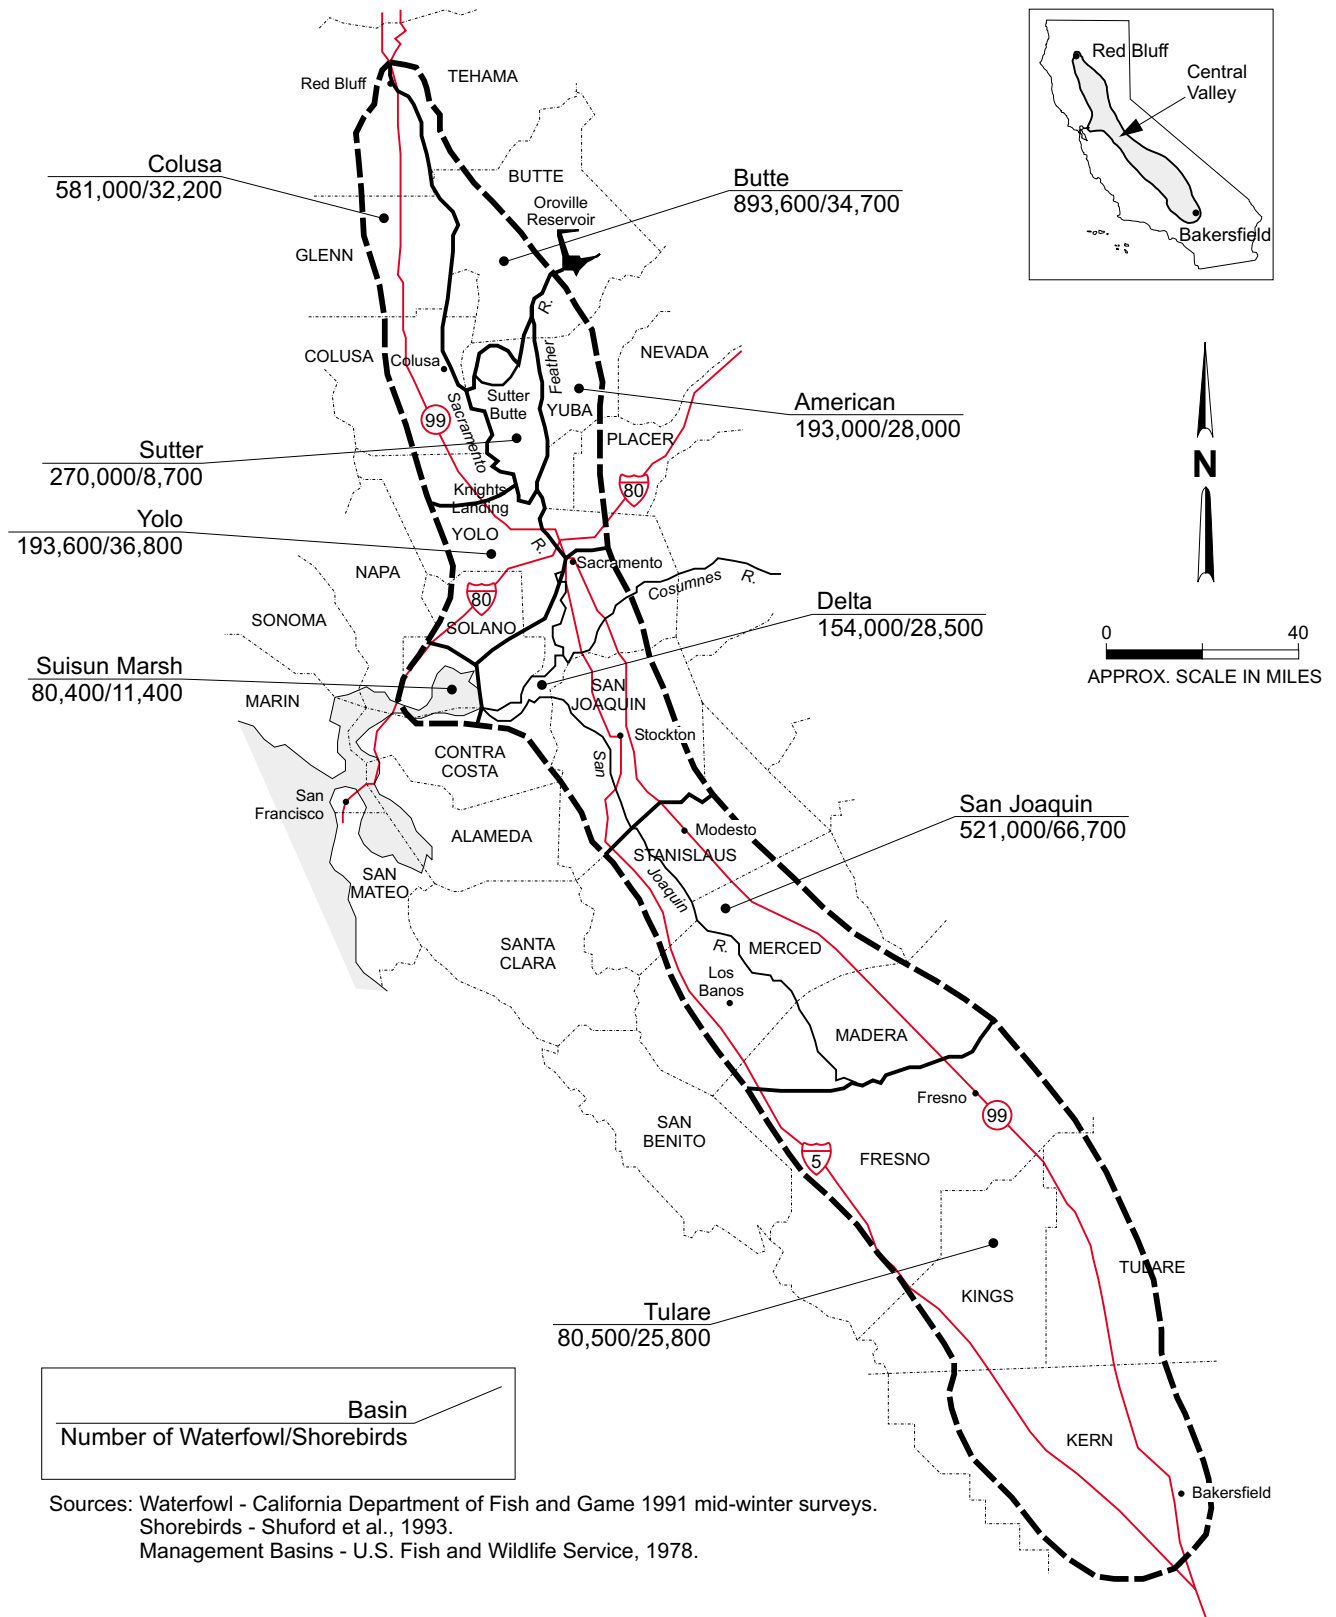 Red Bluff
TEHAMA
Red Bluff
Central
Valley
Bakersfield
Colusa
581,000/32,200
BUTTE
Oroville
Reservoir
Butte
893,600/34,700
GLENN
R.
COLUSA
Colusa
Feather
NEVADA
Sutter
Butte
YUBA
American
193,000/28,000
99
Sacramento
PLACER
Sutter
270,000/8,700
N
80
Knights
Landing
Yolo
193,600/36,800
YOLO
R.
Sacramento
NAPA
Cosumnes R.
80
Delta
154,000/28,500
SONOMA
SOLANO
0 40
APPROX. SCALE IN MILES
Suisun Marsh
80,400/11,400
SAN
JOAQUIN
MARIN
Stockton
CONTRA
COSTA
San
San
Francisco
San Joaquin
521,000/66,700
Modesto
ALAMEDA
STANISLAUS
SAN
MATEO
Joaquin
R.
MERCED
SANTA
CLARA
Los
Banos
MADERA
Fresno
99
SAN
BENITO
5
FRESNO
TULARE
KINGS
Tulare
80,500/25,800
Basin
Number of Waterfowl/Shorebirds
KERN
Bakersfield
Sources: Waterfowl - California Department of Fish and Game 1991 mid-winter surveys.
Shorebirds - Shuford et al., 1993.
Management Basins - U.S. Fish and Wildlife Service, 1978.